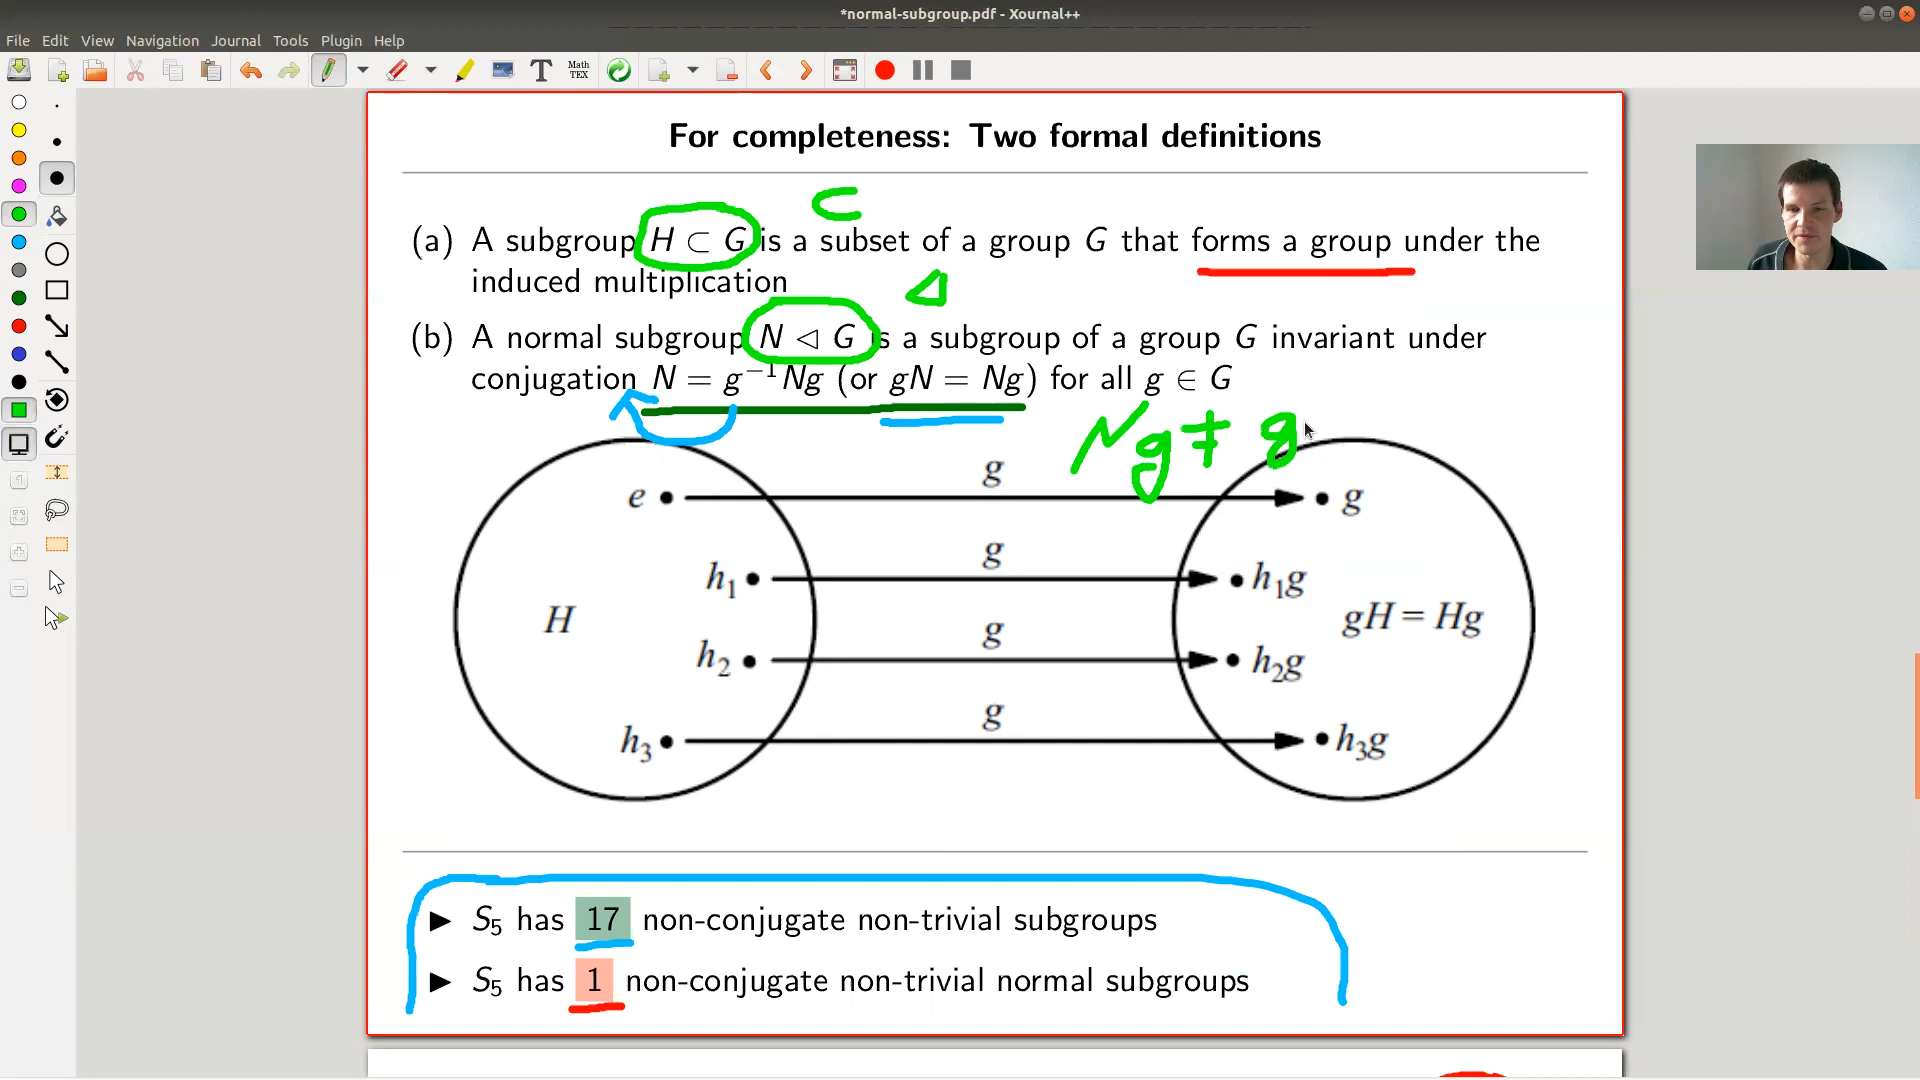 *normal-subgroup.pdf - Xournal++
File Edit View Navigation Journal Tools Plugin Help
Math
TEX
For completeness: Two formal definitions
⊂
(a) A subgroup H ⊂ G is a subset of a group G that forms a group under the
induced multiplication
◁
(b) A normal subgroup N ◁ G is a subgroup of a group G invariant under
conjugation N = g⁻¹Ng (or gN = Ng) for all g ∈ G
Ng ≠ g
e g g
h₁ g h₁g
H gH = Hg
h₂ g h₂g
h₃ g h₃g
▶ S₅ has 17 non-conjugate non-trivial subgroups
▶ S₅ has 1 non-conjugate non-trivial normal subgroups